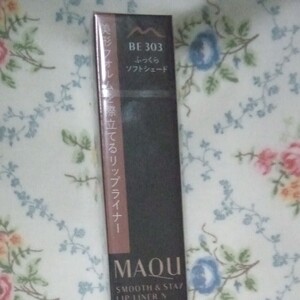 BE 303
ふっくら
ソフトシェード
立てるリップライナー
MAQU
SMOOTH & STAY
LIP LINER N